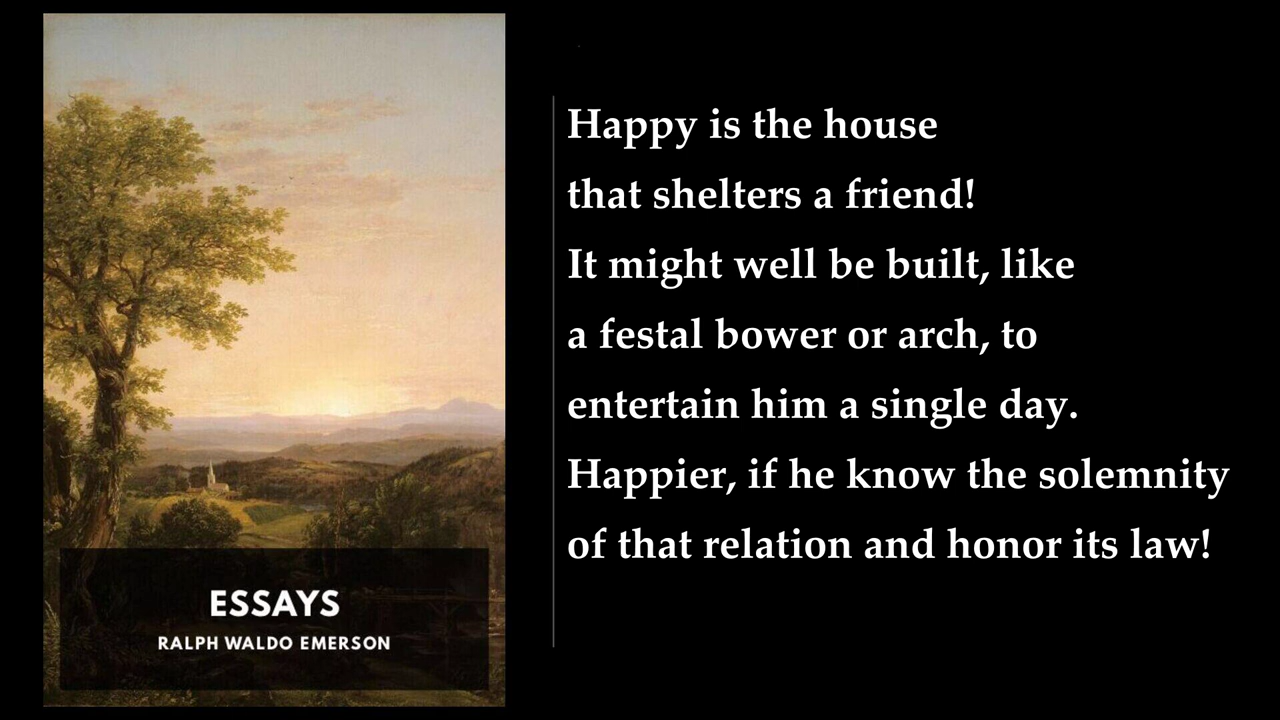 ESSAYS
RALPH WALDO EMERSON
Happy is the house
that shelters a friend!
It might well be built, like
a festal bower or arch, to
entertain him a single day.
Happier, if he know the solemnity
of that relation and honor its law!